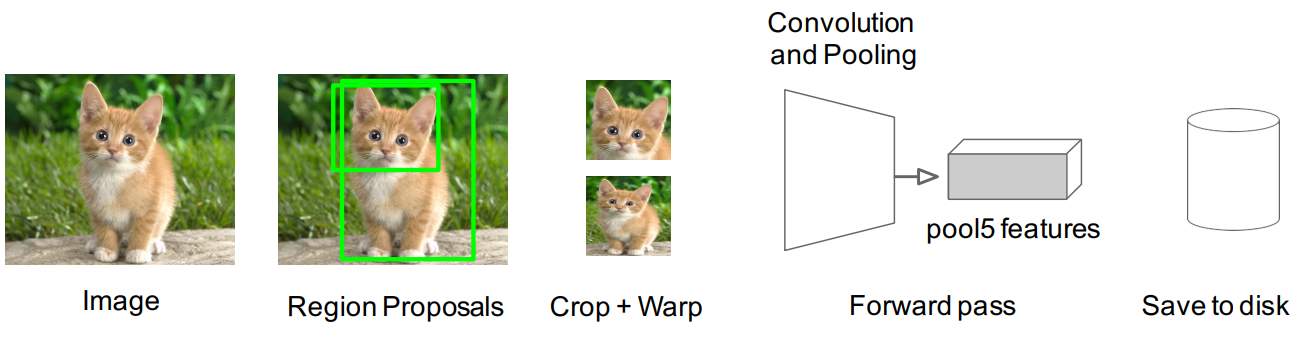 Convolution
and Pooling
pool5 features
Image
Region Proposals
Crop + Warp
Forward pass
Save to disk